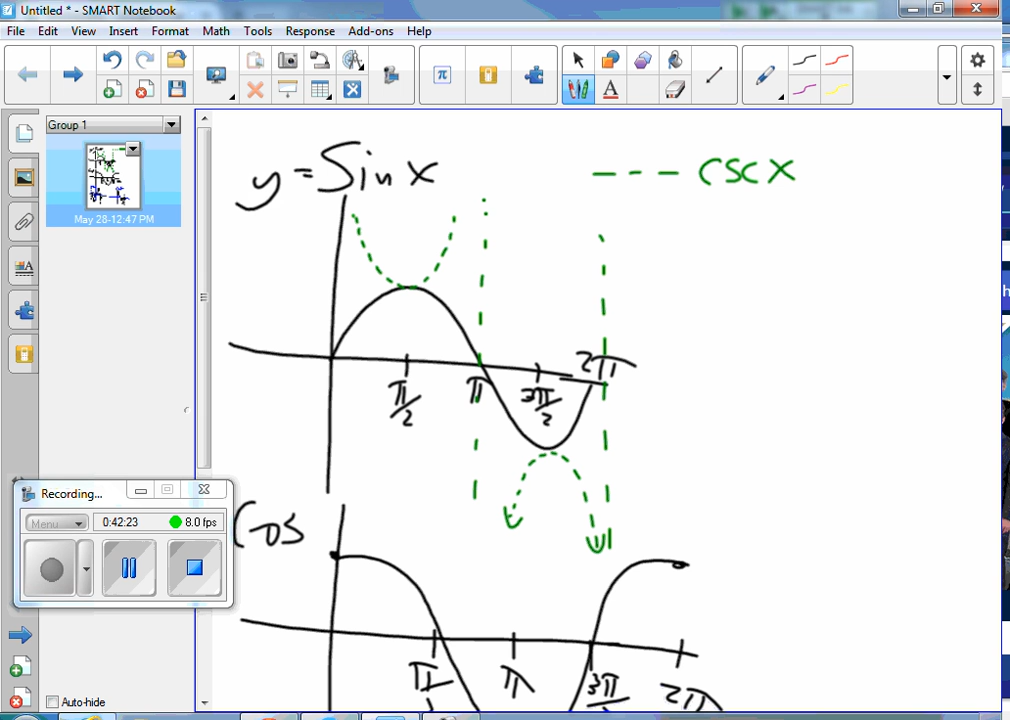 Untitled * - SMART Notebook
File Edit View Insert Format Math Tools Response Add-ons Help
π
A
Group 1
May 28-12:47 PM
y = Sin x
--- csc x
π/2
π
3π/2
2π
Recording...
Menu
0:42:23
8.0 fps
Cos
π
π
3π
2π
Auto-hide